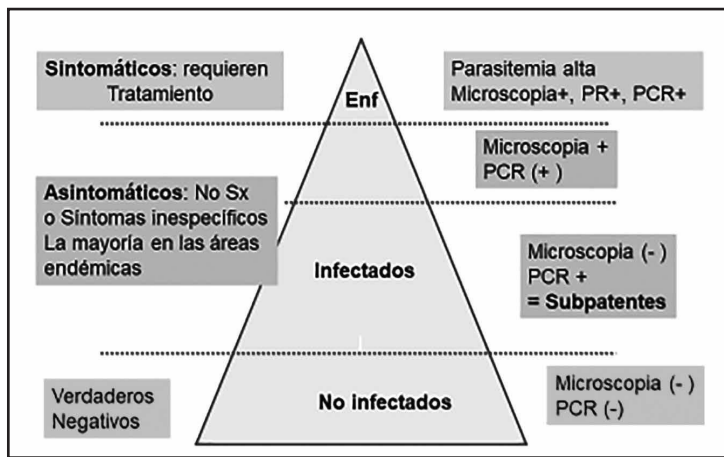 Sintomáticos: requieren
Tratamiento
Enf
Parasitemia alta
Microscopia+, PR+, PCR+
Microscopia +
PCR (+ )
Asintomáticos: No Sx
o Síntomas inespecíficos
La mayoría en las áreas
endémicas
Infectados
Microscopia (- )
PCR +
= Subpatentes
Verdaderos
Negativos
No infectados
Microscopia (- )
PCR (-)